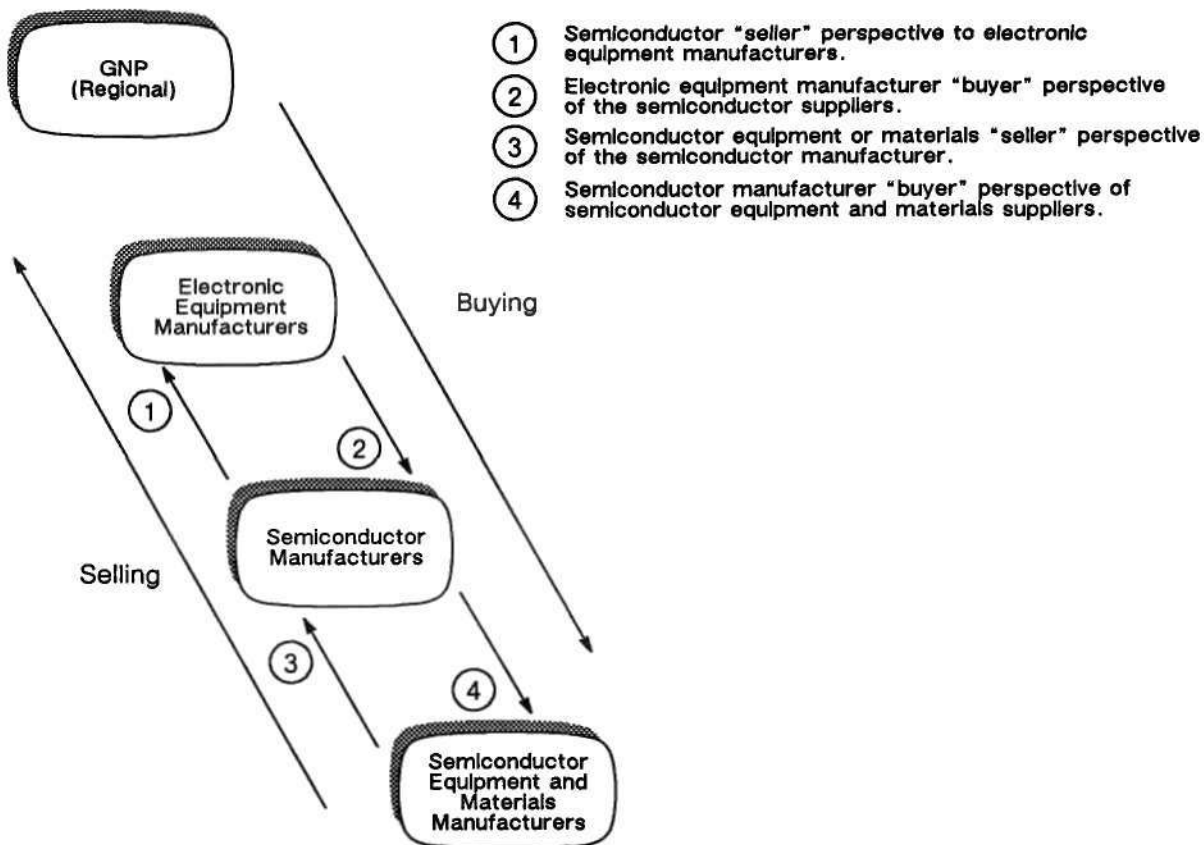 GNP
(Regional)
1
Semiconductor "seller" perspective to electronic
equipment manufacturers.
2
Electronic equipment manufacturer "buyer" perspective
of the semiconductor suppliers.
3
Semiconductor equipment or materials "seller" perspective
of the semiconductor manufacturer.
4
Semiconductor manufacturer "buyer" perspective of
semiconductor equipment and materials suppliers.
Electronic
Equipment
Manufacturers
Buying
1
2
Semiconductor
Manufacturers
Selling
3
4
Semiconductor
Equipment and
Materials
Manufacturers